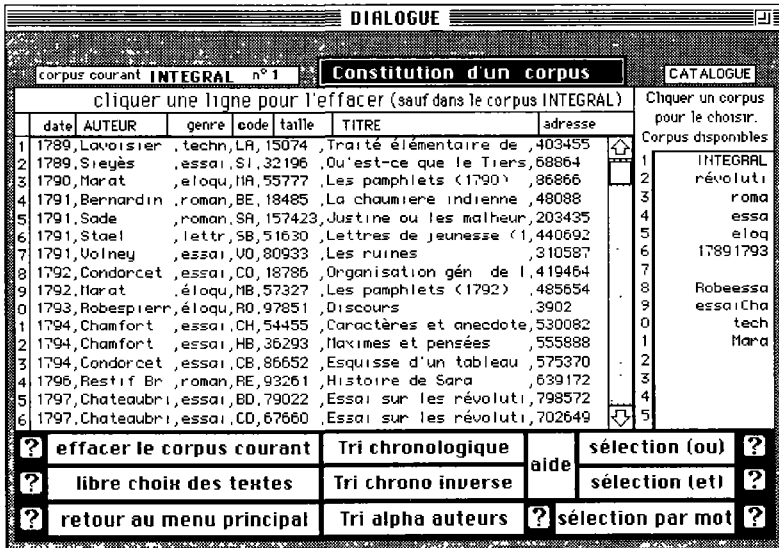 DIALOGUE
corpus courant INTEGRAL n° 1
Constitution d'un corpus
CATALOGUE
cliquer une ligne pour l'effacer (sauf dans le corpus INTEGRAL)
Cliquer un corpus
pour le choisir.
Corpus disponibles
date AUTEUR genre code taille TITRE adresse
1 1789,Lavoisier ,techn,LA,15074 ,Traité élémentaire de ,403455
2 1789,Sieyès ,essai,SI,32196 ,Qu'est-ce que le Tiers,68864
3 1790,Marat ,éloqu,MA,55777 ,Les pamphlets (1790) ,86866
4 1791,Bernardin ,roman,BE,18485 ,La chaumière indienne ,48088
5 1791,Sade ,roman,SA,157423,Justine ou les malheur,203435
6 1791,Stael ,lettr,SB,51630 ,Lettres de jeunesse (1,440692
7 1791,Volney ,essai,VO,80933 ,Les ruines ,310587
8 1792,Condorcet ,essai,CO,18786 ,Organisation gén de l,419464
9 1792,Marat ,éloqu,MB,57327 ,Les pamphlets (1792) ,485654
0 1793,Robespierr,éloqu,RO,97851 ,Discours ,3902
1 1794,Chamfort ,essai,CH,54455 ,Caractères et anecdote,530082
2 1794,Chamfort ,essai,HB,36293 ,Maximes et pensées ,555888
3 1794,Condorcet ,essai,CB,86652 ,Esquisse d'un tableau ,575370
4 1796,Restif Br ,roman,RE,93261 ,Histoire de Sara ,639172
5 1797,Chateaubri,essai,BD,79022 ,Essai sur les révoluti,798572
6 1797,Chateaubri,essai,CD,67660 ,Essai sur les révoluti,702649
1 INTEGRAL
2 révoluti
3 roma
4 essa
5 eloq
6 17891793
7
8 Robeessa
9 essaiCha
0 tech
1 Mara
2
3
4
5
? effacer le corpus courant Tri chronologique aide sélection (ou) ?
? libre choix des textes Tri chrono inverse sélection (et) ?
? retour au menu principal Tri alpha auteurs ? sélection par mot ?